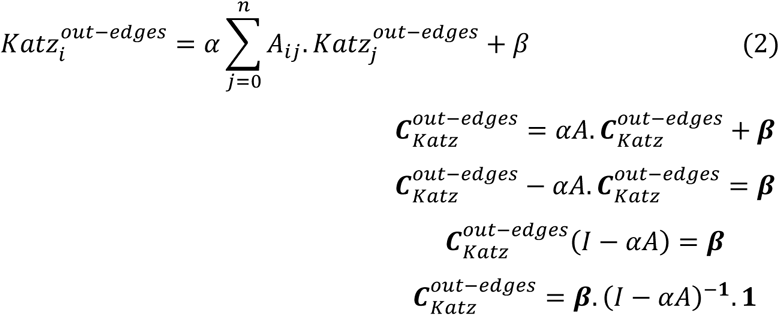 Katz_i^{out−edges} = α ∑_{j=0}^{n} A_{ij}. Katz_j^{out−edges} + β (2)
C_{Katz}^{out−edges} = αA. C_{Katz}^{out−edges} + β
C_{Katz}^{out−edges} − αA. C_{Katz}^{out−edges} = β
C_{Katz}^{out−edges}(I − αA) = β
C_{Katz}^{out−edges} = β. (I − αA)^{−1}. 1